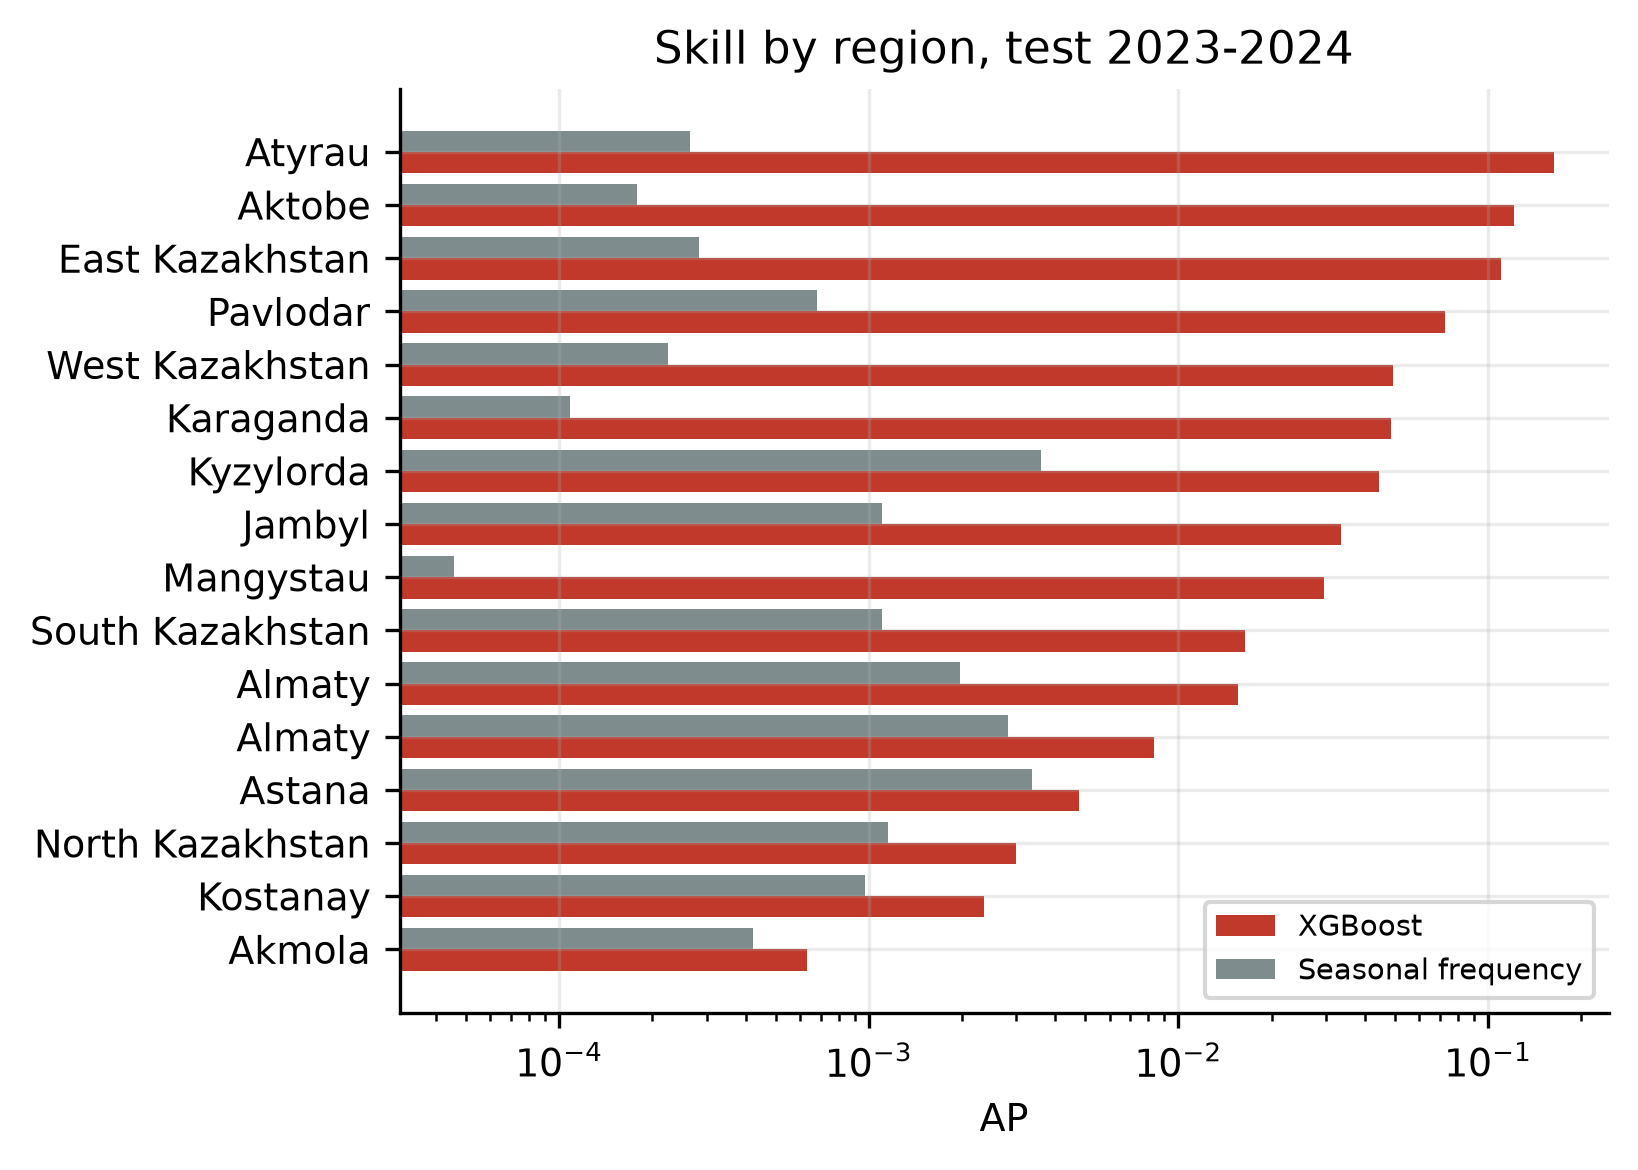 Skill by region, test 2023-2024
Atyrau
Aktobe
East Kazakhstan
Pavlodar
West Kazakhstan
Karaganda
Kyzylorda
Jambyl
Mangystau
South Kazakhstan
Almaty
Almaty
Astana
North Kazakhstan
Kostanay
Akmola
XGBoost
Seasonal frequency
10⁻⁴ 10⁻³ 10⁻² 10⁻¹
AP